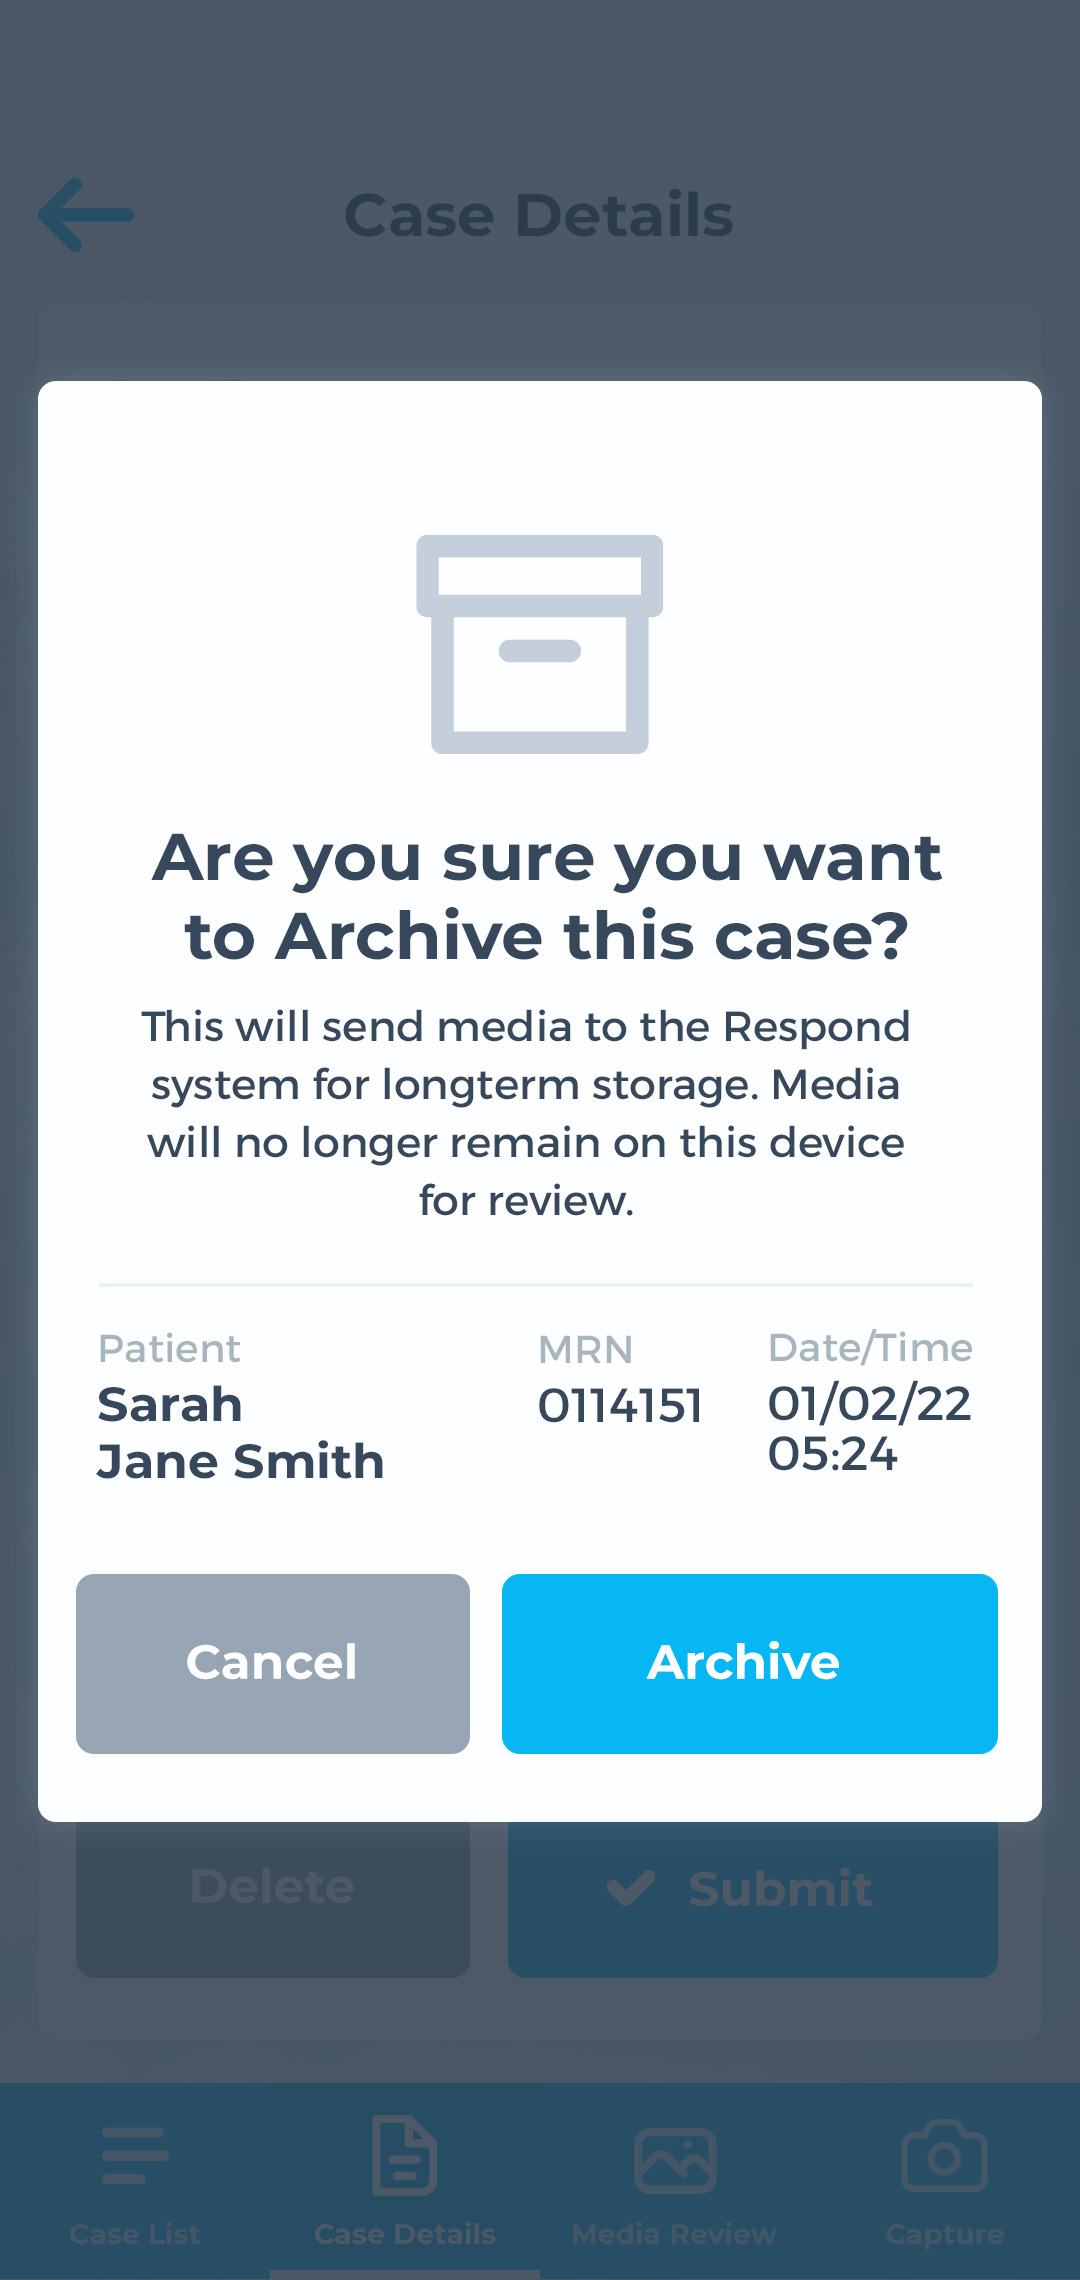 Case Details
Are you sure you want
to Archive this case?
This will send media to the Respond
system for longterm storage. Media
will no longer remain on this device
for review.
Patient
MRN
Date/Time
Sarah
Jane Smith
0114151
01/02/22
05:24
Cancel
Archive
Delete
Submit
Case List
Case Details
Media Review
Capture